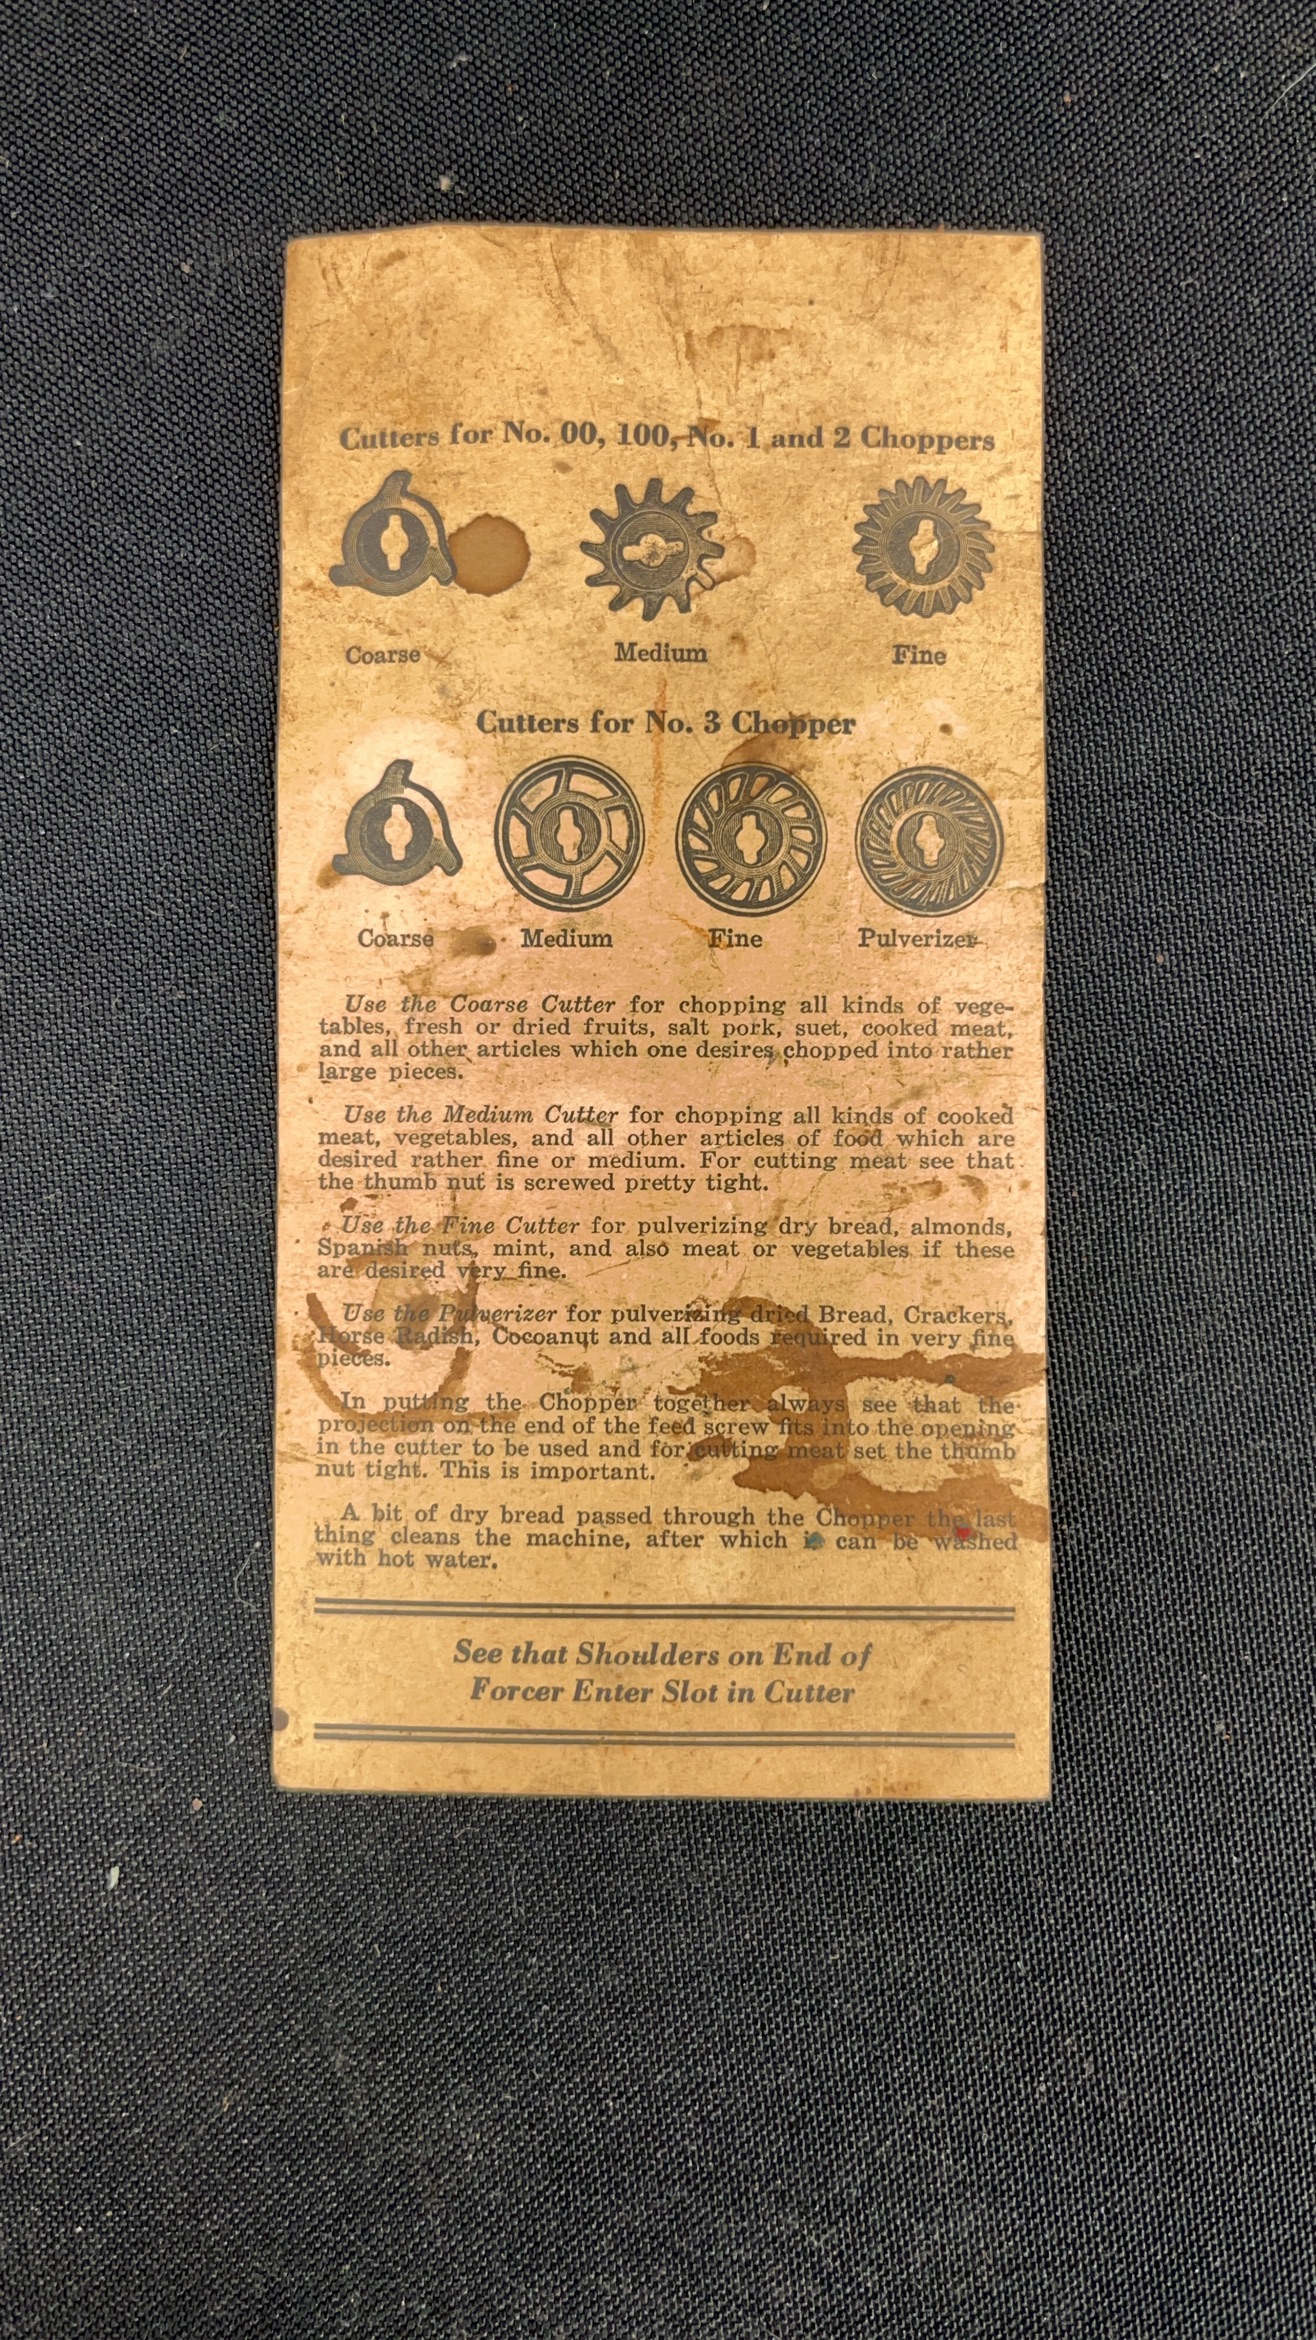 Cutters for No. 00, 100, No. 1 and 2 Choppers
Coarse Medium Fine
Cutters for No. 3 Chopper
Coarse Medium Fine Pulverizer
Use the Coarse Cutter for chopping all kinds of vege-
tables, fresh or dried fruits, salt pork, suet, cooked meat,
and all other articles which one desires chopped into rather
large pieces.
Use the Medium Cutter for chopping all kinds of cooked
meat, vegetables, and all other articles of food which are
desired rather fine or medium. For cutting meat see that
the thumb nut is screwed pretty tight.
Use the Fine Cutter for pulverizing dry bread, almonds,
Spanish nuts, mint, and also meat or vegetables if these
are desired very fine.
Use the Pulverizer for pulverizing dried Bread, Crackers,
Horse Radish, Cocoanut and all foods required in very fine
pieces.
In putting the Chopper together always see that the
projection on the end of the feed screw fits into the opening
in the cutter to be used and for cutting meat set the thumb
nut tight. This is important.
A bit of dry bread passed through the Chopper the last
thing cleans the machine, after which can be washed
with hot water.
See that Shoulders on End of
Forcer Enter Slot in Cutter